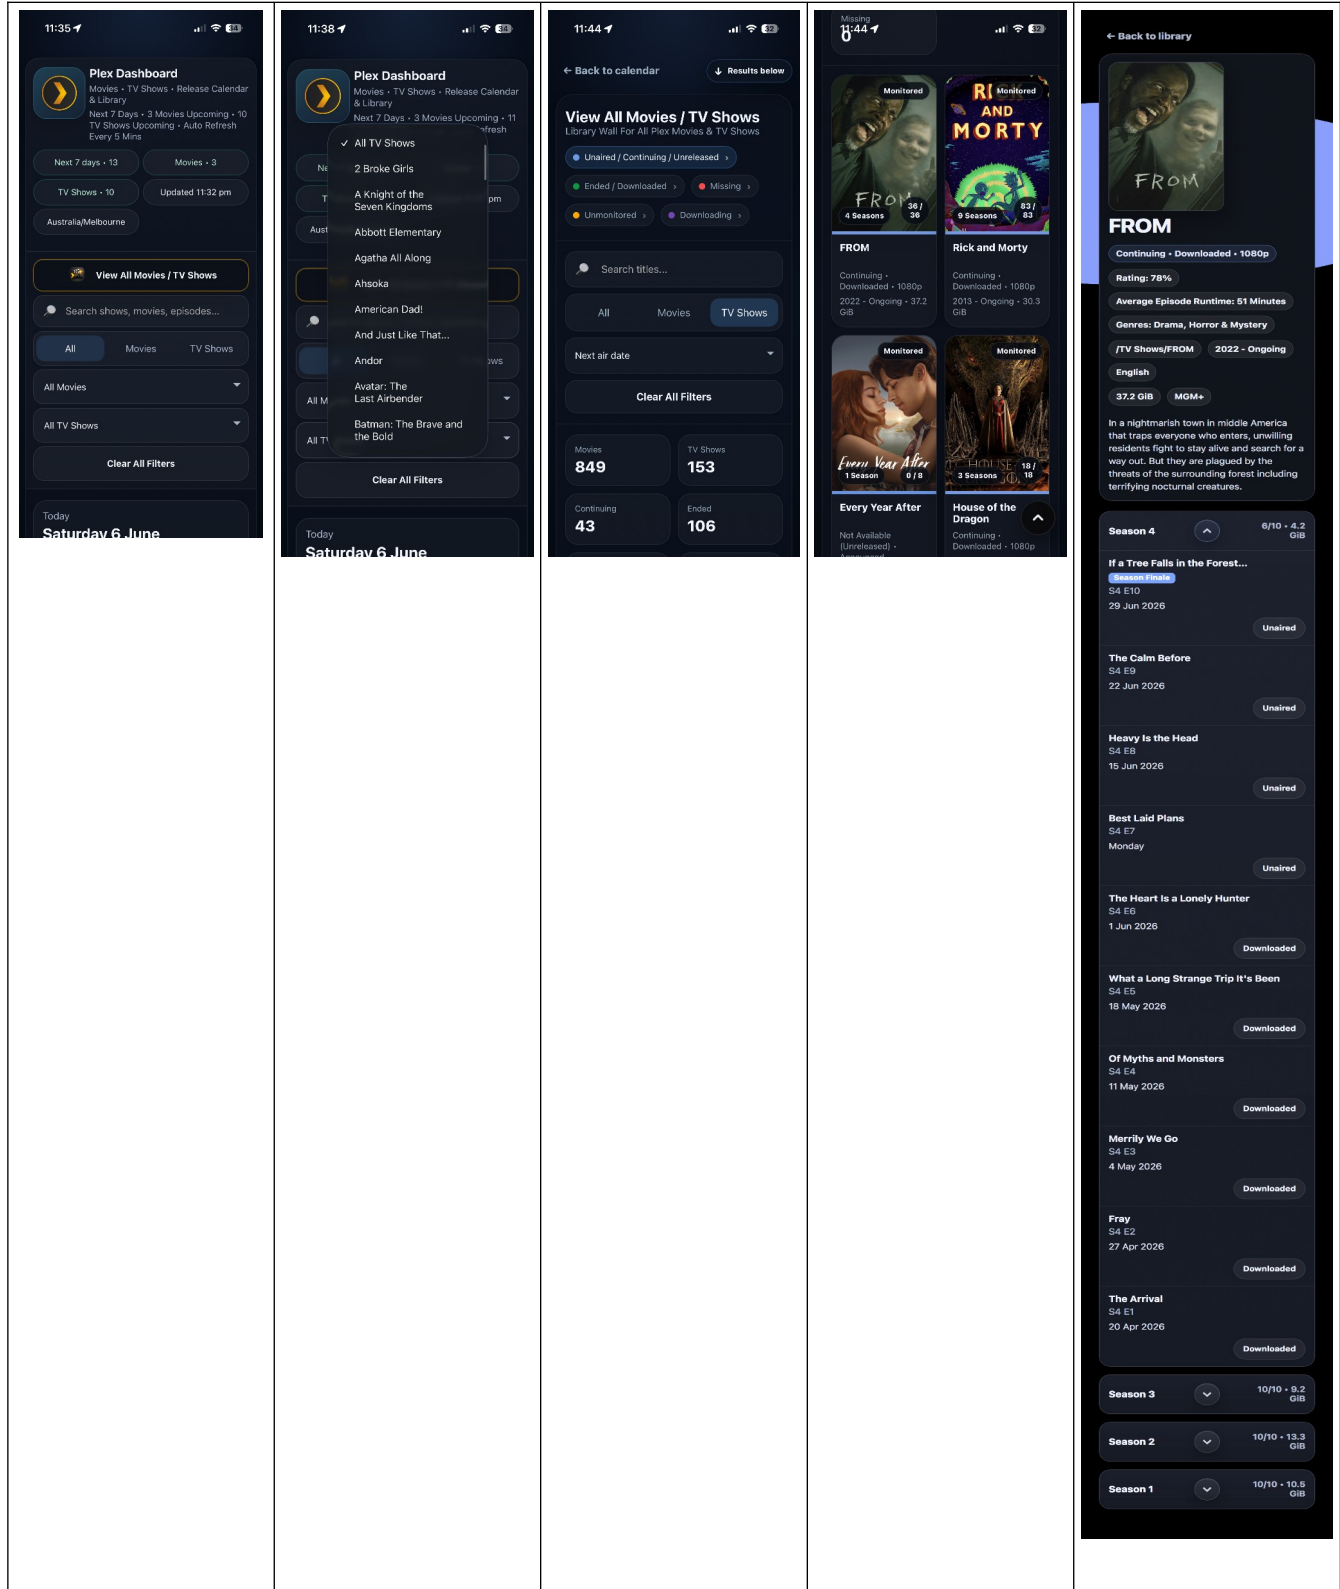 11:35
34
Plex Dashboard
Movies • TV Shows • Release Calendar
& Library
Next 7 Days • 3 Movies Upcoming • 10
TV Shows Upcoming • Auto Refresh
Every 5 Mins
Next 7 days • 13
Movies • 3
TV Shows • 10
Updated 11:32 pm
Australia/Melbourne
View All Movies / TV Shows
Search shows, movies, episodes...
All
Movies
TV Shows
All Movies
All TV Shows
Clear All Filters
Today
Saturday 6 June
11:38
34
Plex Dashboard
Movies • TV Shows • Release Calendar
& Library
Next 7 Days • 3 Movies Upcoming • 11
✓ All TV Shows
2 Broke Girls
A Knight of the
Seven Kingdoms
Abbott Elementary
Agatha All Along
Ahsoka
American Dad!
And Just Like That...
Andor
Avatar: The
Last Airbender
Batman: The Brave and
the Bold
Clear All Filters
Today
Saturday 6 June
11:44
32
← Back to calendar
↓ Results below
View All Movies / TV Shows
Library Wall For All Plex Movies & TV Shows
Unaired / Continuing / Unreleased ›
Ended / Downloaded ›
Missing ›
Unmonitored ›
Downloading ›
Search titles...
All
Movies
TV Shows
Next air date
Clear All Filters
Movies
849
TV Shows
153
Continuing
43
Ended
106
Missing
0
11:44
32
Monitored
FROM
4 Seasons
36 /
36
FROM
Continuing •
Downloaded • 1080p
2022 - Ongoing • 37.2
GiB
Monitored
RICK
AND
MORTY
9 Seasons
83 /
83
Rick and Morty
Continuing •
Downloaded • 1080p
2013 - Ongoing • 30.3
GiB
Monitored
Every Year After
1 Season
0 / 8
Every Year After
Not Available
(Unreleased) •
Announced
Monitored
HOUSE
3 Seasons
18 /
18
House of the
Dragon
Continuing •
Downloaded • 1080p
← Back to library
FROM
FROM
Continuing • Downloaded • 1080p
Rating: 78%
Average Episode Runtime: 51 Minutes
Genres: Drama, Horror & Mystery
/TV Shows/FROM
2022 - Ongoing
English
37.2 GiB
MGM+
In a nightmarish town in middle America
that traps everyone who enters, unwilling
residents fight to stay alive and search for a
way out. But they are plagued by the
threats of the surrounding forest including
terrifying nocturnal creatures.
Season 4
6/10 • 4.2
GiB
If a Tree Falls in the Forest...
Season Finale
S4 E10
29 Jun 2026
Unaired
The Calm Before
S4 E9
22 Jun 2026
Unaired
Heavy Is the Head
S4 E8
15 Jun 2026
Unaired
Best Laid Plans
S4 E7
Monday
Unaired
The Heart Is a Lonely Hunter
S4 E6
1 Jun 2026
Downloaded
What a Long Strange Trip It's Been
S4 E5
18 May 2026
Downloaded
Of Myths and Monsters
S4 E4
11 May 2026
Downloaded
Merrily We Go
S4 E3
4 May 2026
Downloaded
Fray
S4 E2
27 Apr 2026
Downloaded
The Arrival
S4 E1
20 Apr 2026
Downloaded
Season 3
10/10 • 9.2
GiB
Season 2
10/10 • 13.3
GiB
Season 1
10/10 • 10.5
GiB